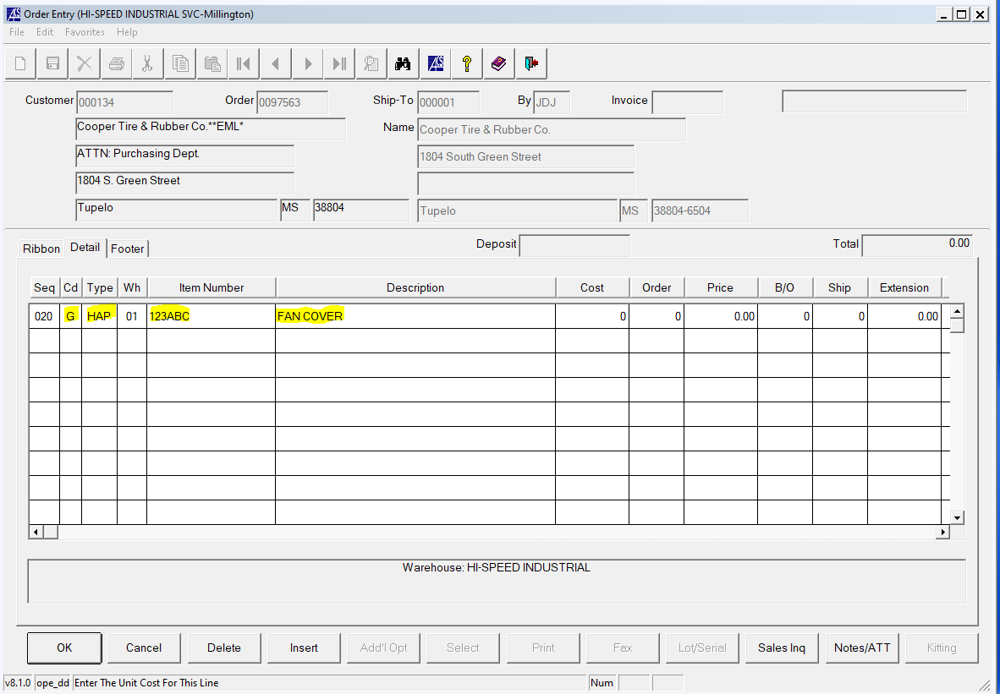 Order Entry (HI-SPEED INDUSTRIAL SVC-Millington)
File Edit Favorites Help
Customer 000134 Order 0097563 Ship-To 000001 By JDJ Invoice
Cooper Tire & Rubber Co.**EML* Name Cooper Tire & Rubber Co.
ATTN: Purchasing Dept. 1804 South Green Street
1804 S. Green Street
Tupelo MS 38804 Tupelo MS 38804-6504
Ribbon Detail Footer Deposit Total 0.00
Seq Cd Type Wh Item Number Description Cost Order Price B/O Ship Extension
020 G HAP 01 123ABC FAN COVER 0 0 0.00 0 0 0.00
Warehouse: HI-SPEED INDUSTRIAL
OK Cancel Delete Insert Add'l Opt Select Print Fax Lot/Serial Sales Inq Notes/ATT Kitting
v8.1.0 ope_dd Enter The Unit Cost For This Line Num